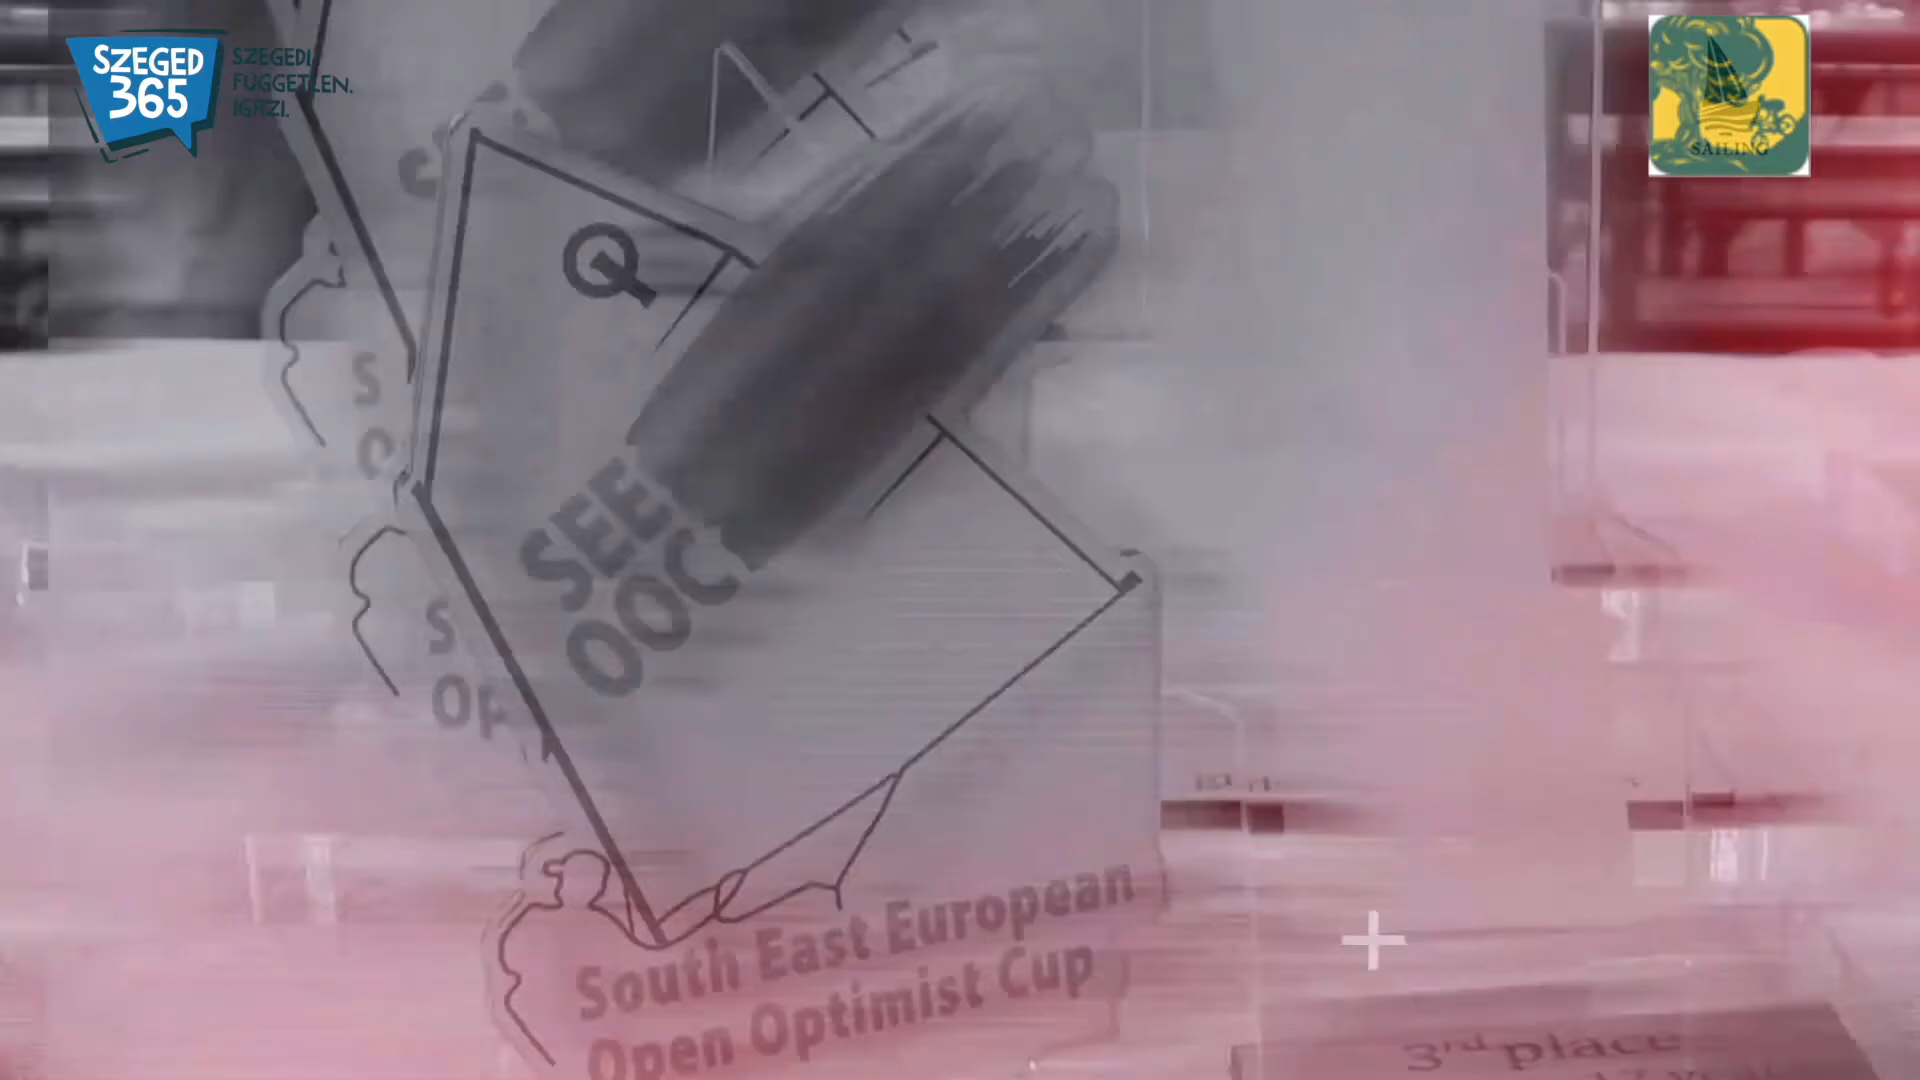 SZEGED
365
SZEGEDI.
FÜGGETLEN.
IGAZI.
SAILING
SEE
OOC
South East European
Open Optimist Cup
3rd place